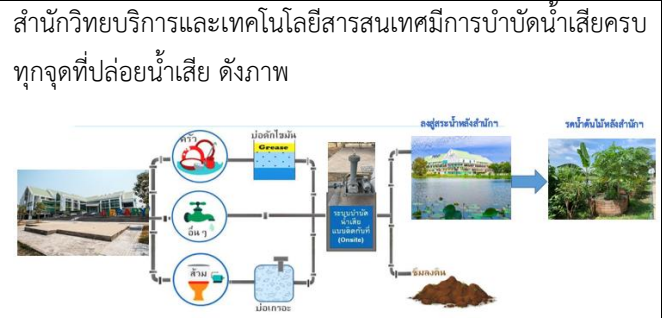 สำนักวิทยบริการและเทคโนโลยีสารสนเทศมีการบำบัดน้ำเสียครบ
ทุกจุดที่ปล่อยน้ำเสีย ดังภาพ
ครัว
บ่อดักไขมัน
Grease
ลงสู่สระน้ำหลังสำนักฯ
รดน้ำต้นไม้หลังสำนักฯ
อื่น ๆ
ระบบบำบัด
น้ำเสีย
แบบติดกับที่
(Onsite)
ส้วม
บ่อเกรอะ
ซึมลงดิน